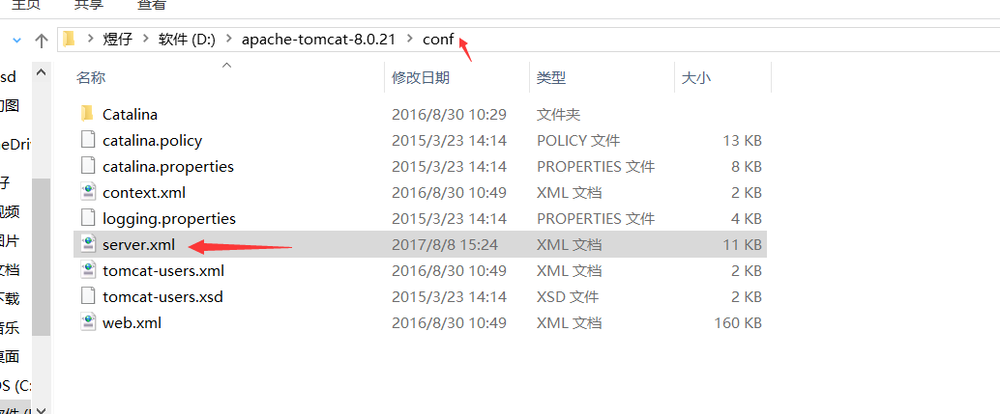 主页 共享 查看
煜仔 软件 (D:) apache-tomcat-8.0.21 conf
名称 修改日期 类型 大小
Catalina 2016/8/30 10:29 文件夹
catalina.policy 2015/3/23 14:14 POLICY 文件 13 KB
catalina.properties 2015/3/23 14:14 PROPERTIES 文件 8 KB
context.xml 2016/8/30 10:49 XML 文档 2 KB
logging.properties 2015/3/23 14:14 PROPERTIES 文件 4 KB
server.xml 2017/8/8 15:24 XML 文档 11 KB
tomcat-users.xml 2016/8/30 10:49 XML 文档 2 KB
tomcat-users.xsd 2015/3/23 14:14 XSD 文件 2 KB
web.xml 2016/8/30 10:49 XML 文档 160 KB
sd
图
eDri
仔
视频
图片
文档
下载
音乐
桌面
OS (C: